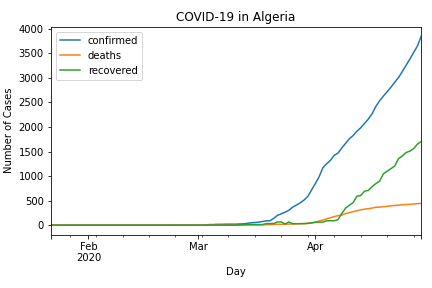 COVID-19 in Algeria
4000
3500
3000
2500
2000
1500
1000
500
0
Number of Cases
confirmed
deaths
recovered
Feb
2020
Mar
Apr
Day